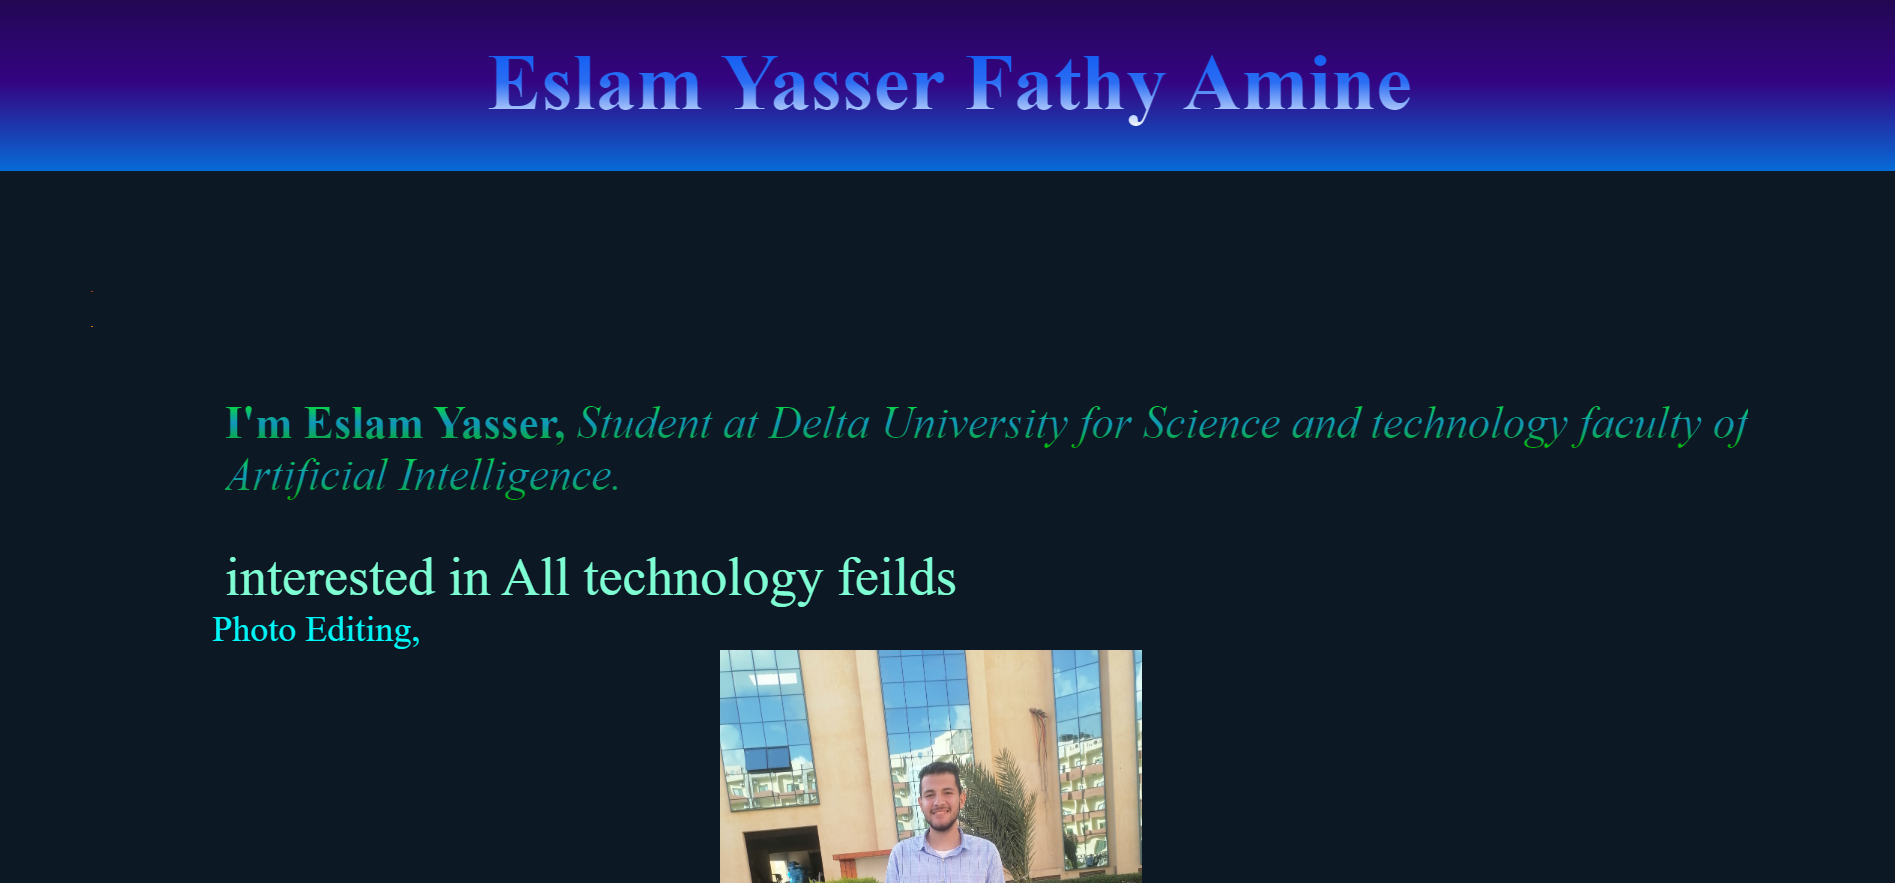 Eslam Yasser Fathy Amine
I'm Eslam Yasser, Student at Delta University for Science and technology faculty of
Artificial Intelligence.
interested in All technology feilds
Photo Editing,